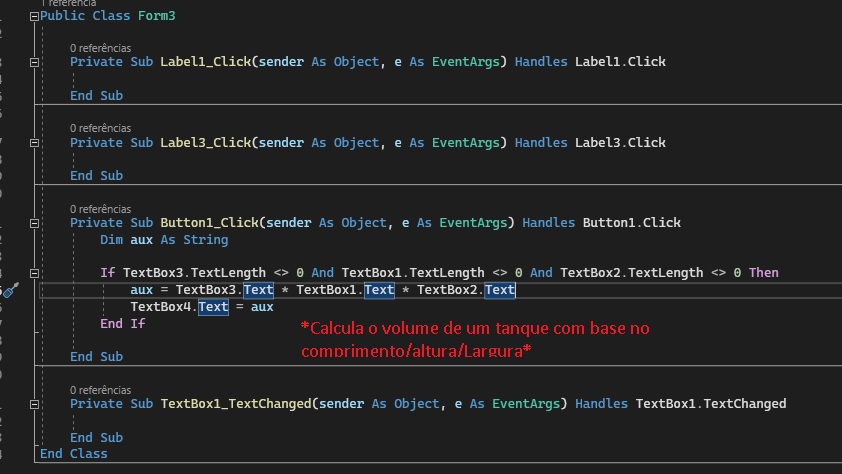 1 referência
Public Class Form3
0 referências
Private Sub Label1_Click(sender As Object, e As EventArgs) Handles Label1.Click
End Sub
0 referências
Private Sub Label3_Click(sender As Object, e As EventArgs) Handles Label3.Click
End Sub
0 referências
Private Sub Button1_Click(sender As Object, e As EventArgs) Handles Button1.Click
Dim aux As String
If TextBox3.TextLength <> 0 And TextBox1.TextLength <> 0 And TextBox2.TextLength <> 0 Then
aux = TextBox3.Text * TextBox1.Text * TextBox2.Text
TextBox4.Text = aux
End If
*Calcula o volume de um tanque com base no
comprimento/altura/Largura*
End Sub
0 referências
Private Sub TextBox1_TextChanged(sender As Object, e As EventArgs) Handles TextBox1.TextChanged
End Sub
End Class